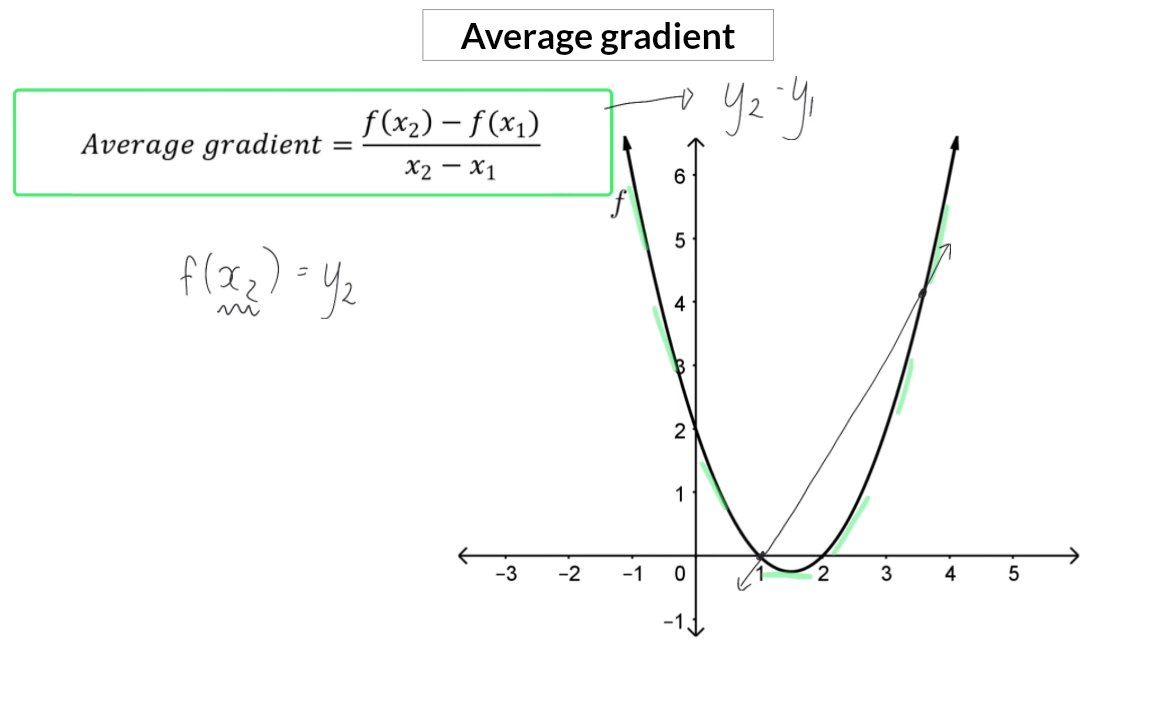 Average gradient
Average gradient = f(x₂) − f(x₁) / x₂ − x₁
y₂ - y₁
f
f(x₂) = y₂
6
5
4
3
2
1
−3 −2 −1 0 1 2 3 4 5
−1